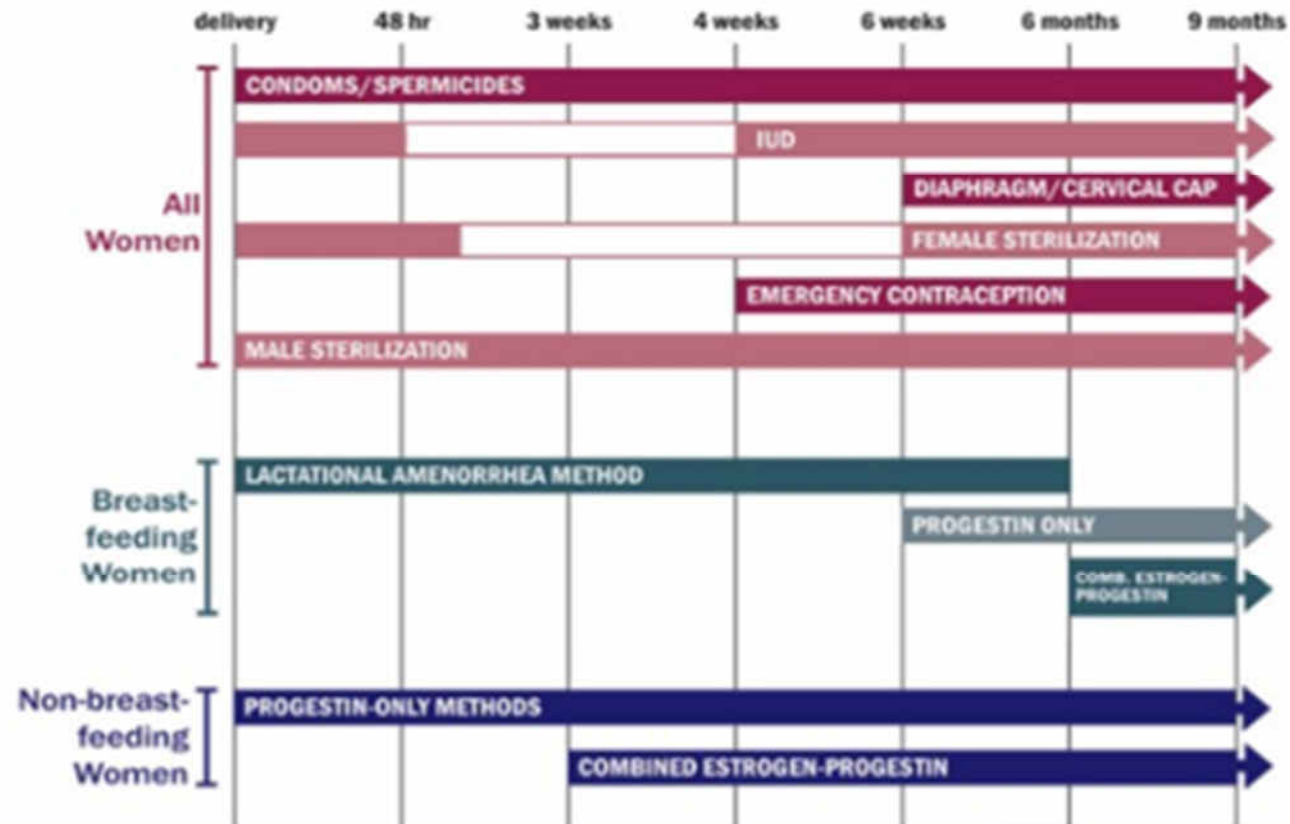 delivery 48 hr 3 weeks 4 weeks 6 weeks 6 months 9 months
CONDOMS/SPERMICIDES
IUD
DIAPHRAGM/CERVICAL CAP
All
Women
FEMALE STERILIZATION
EMERGENCY CONTRACEPTION
MALE STERILIZATION
LACTATIONAL AMENORRHEA METHOD
Breast-
feeding
Women
PROGESTIN ONLY
COMB. ESTROGEN-
PROGESTIN
Non-breast-
feeding
Women
PROGESTIN-ONLY METHODS
COMBINED ESTROGEN-PROGESTIN